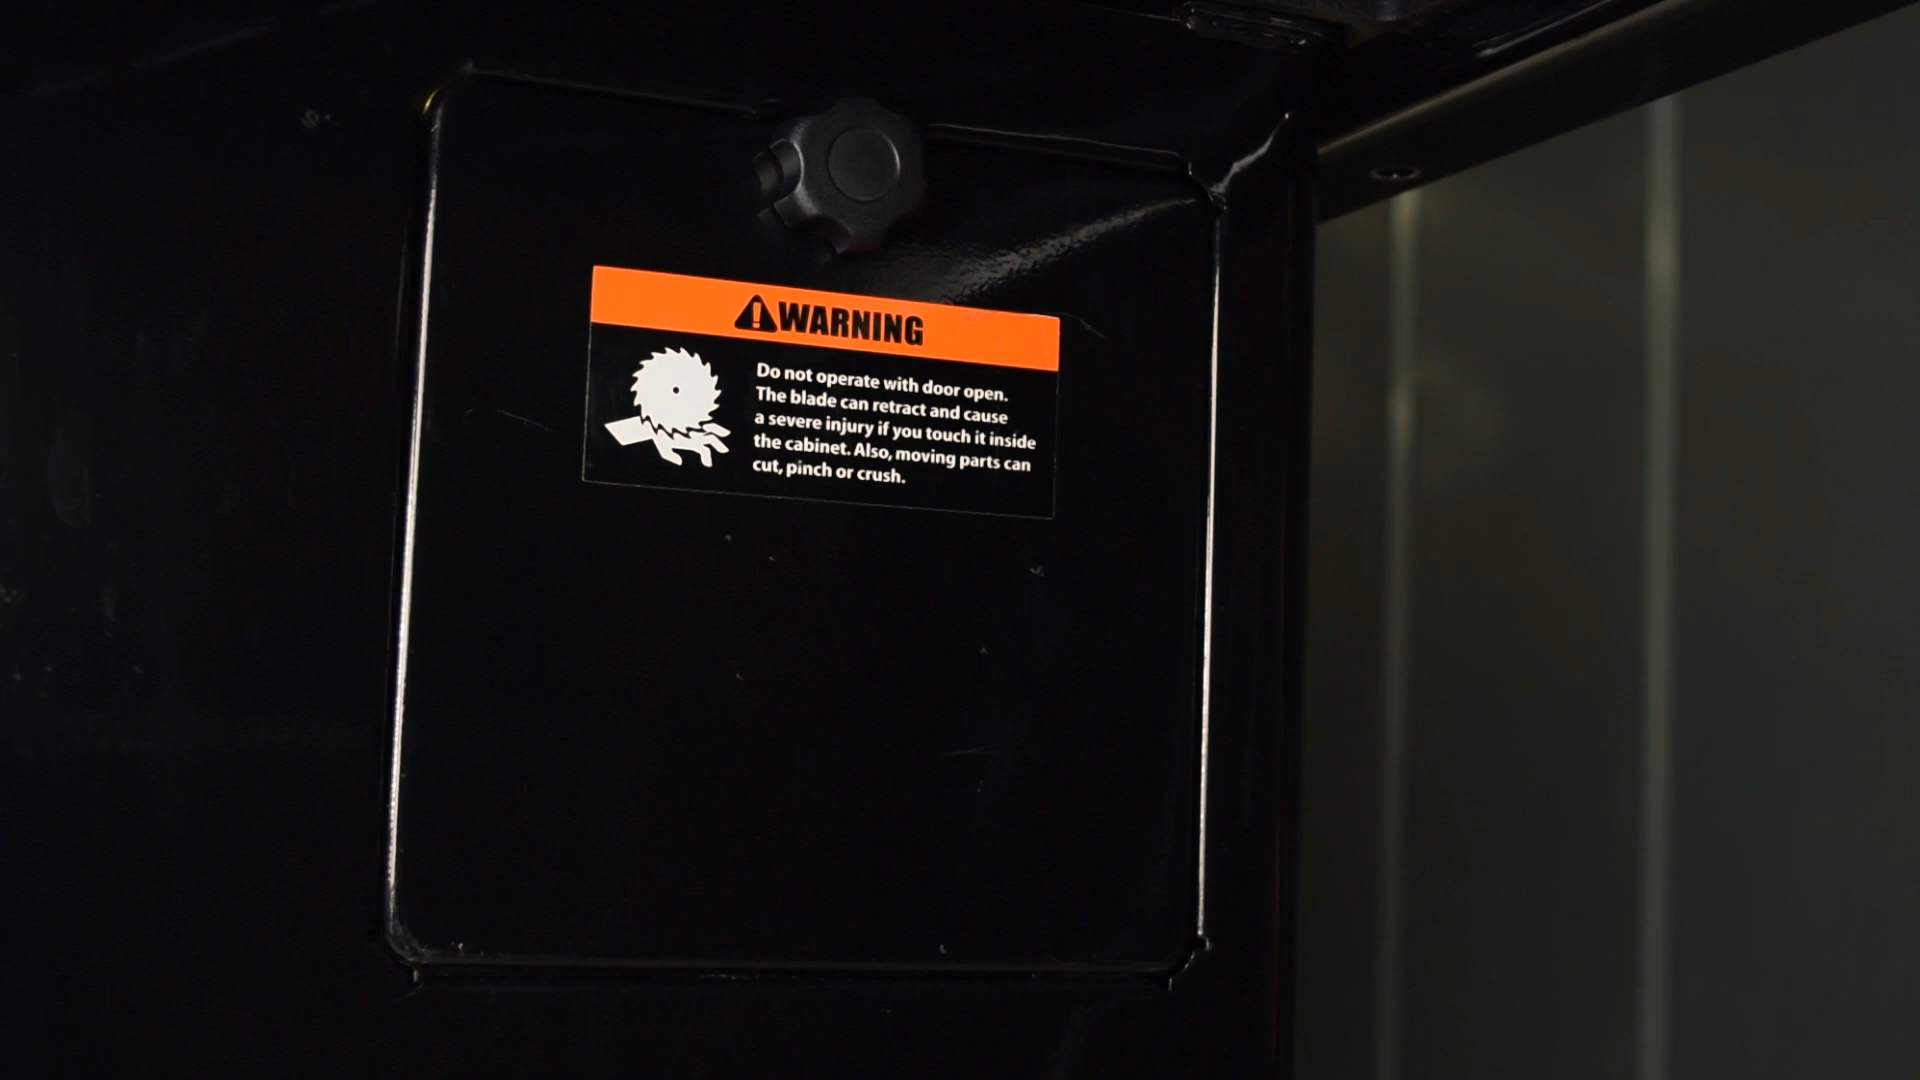 WARNING
Do not operate with door open.
The blade can retract and cause
a severe injury if you touch it inside
the cabinet. Also, moving parts can
cut, pinch or crush.